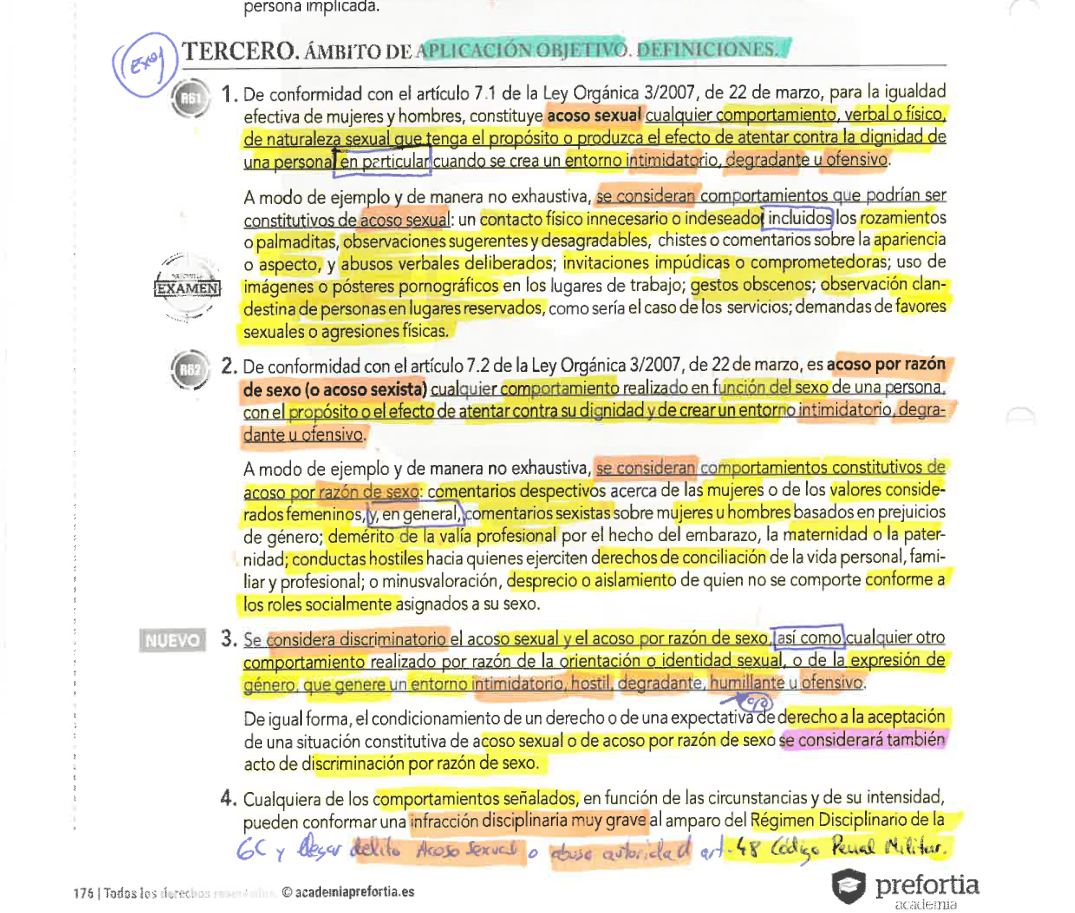 persona implicada.
(Exa)
TERCERO. ÁMBITO DE APLICACIÓN OBJETIVO. DEFINICIONES.
R61
1. De conformidad con el artículo 7.1 de la Ley Orgánica 3/2007, de 22 de marzo, para la igualdad
efectiva de mujeres y hombres, constituye acoso sexual cualquier comportamiento, verbal o físico,
de naturaleza sexual que tenga el propósito o produzca el efecto de atentar contra la dignidad de
una persona, en particular cuando se crea un entorno intimidatorio, degradante u ofensivo.
A modo de ejemplo y de manera no exhaustiva, se consideran comportamientos que podrían ser
constitutivos de acoso sexual: un contacto físico innecesario o indeseado, incluidos los rozamientos
o palmaditas, observaciones sugerentes y desagradables, chistes o comentarios sobre la apariencia
o aspecto, y abusos verbales deliberados; invitaciones impúdicas o comprometedoras; uso de
EXAMEN
imágenes o pósteres pornográficos en los lugares de trabajo; gestos obscenos; observación clan-
destina de personas en lugares reservados, como sería el caso de los servicios; demandas de favores
sexuales o agresiones físicas.
R62
2. De conformidad con el artículo 7.2 de la Ley Orgánica 3/2007, de 22 de marzo, es acoso por razón
de sexo (o acoso sexista) cualquier comportamiento realizado en función del sexo de una persona,
con el propósito o el efecto de atentar contra su dignidad y de crear un entorno intimidatorio, degra-
dante u ofensivo.
A modo de ejemplo y de manera no exhaustiva, se consideran comportamientos constitutivos de
acoso por razón de sexo: comentarios despectivos acerca de las mujeres o de los valores conside-
rados femeninos, y, en general, comentarios sexistas sobre mujeres u hombres basados en prejuicios
de género; demérito de la valía profesional por el hecho del embarazo, la maternidad o la pater-
nidad; conductas hostiles hacia quienes ejerciten derechos de conciliación de la vida personal, fami-
liar y profesional; o minusvaloración, desprecio o aislamiento de quien no se comporte conforme a
los roles socialmente asignados a su sexo.
NUEVO
3. Se considera discriminatorio el acoso sexual y el acoso por razón de sexo, así como cualquier otro
comportamiento realizado por razón de la orientación o identidad sexual, o de la expresión de
género, que genere un entorno intimidatorio, hostil, degradante, humillante u ofensivo.
De igual forma, el condicionamiento de un derecho o de una expectativa de derecho a la aceptación
de una situación constitutiva de acoso sexual o de acoso por razón de sexo se considerará también
acto de discriminación por razón de sexo.
4. Cualquiera de los comportamientos señalados, en función de las circunstancias y de su intensidad,
pueden conformar una infracción disciplinaria muy grave al amparo del Régimen Disciplinario de la
GC y llegar delito Acoso Sexual o abuso autoridad art. 48 Código Penal Militar.
176 | Todos los derechos reservados. © academiaprefortia.es
prefortia
academia